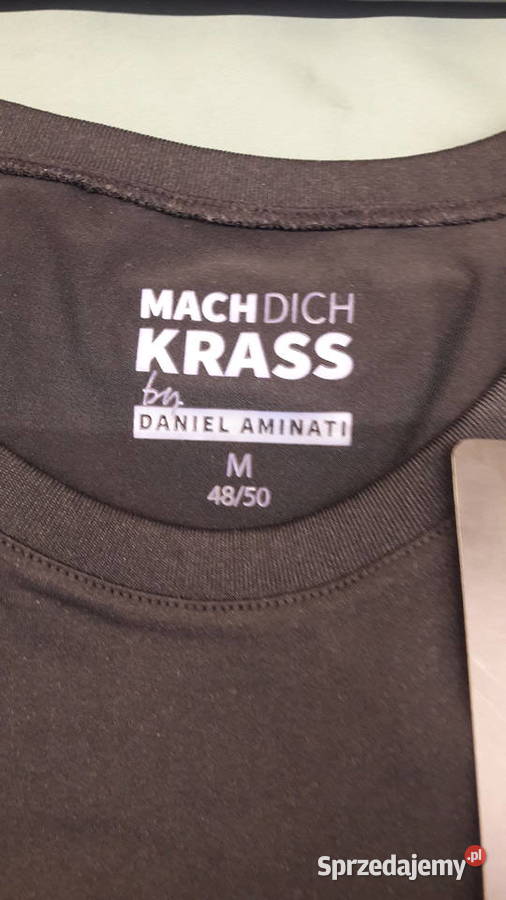 MACH DICH
KRASS
by
DANIEL AMINATI
M
48/50
Sprzedajemy.pl